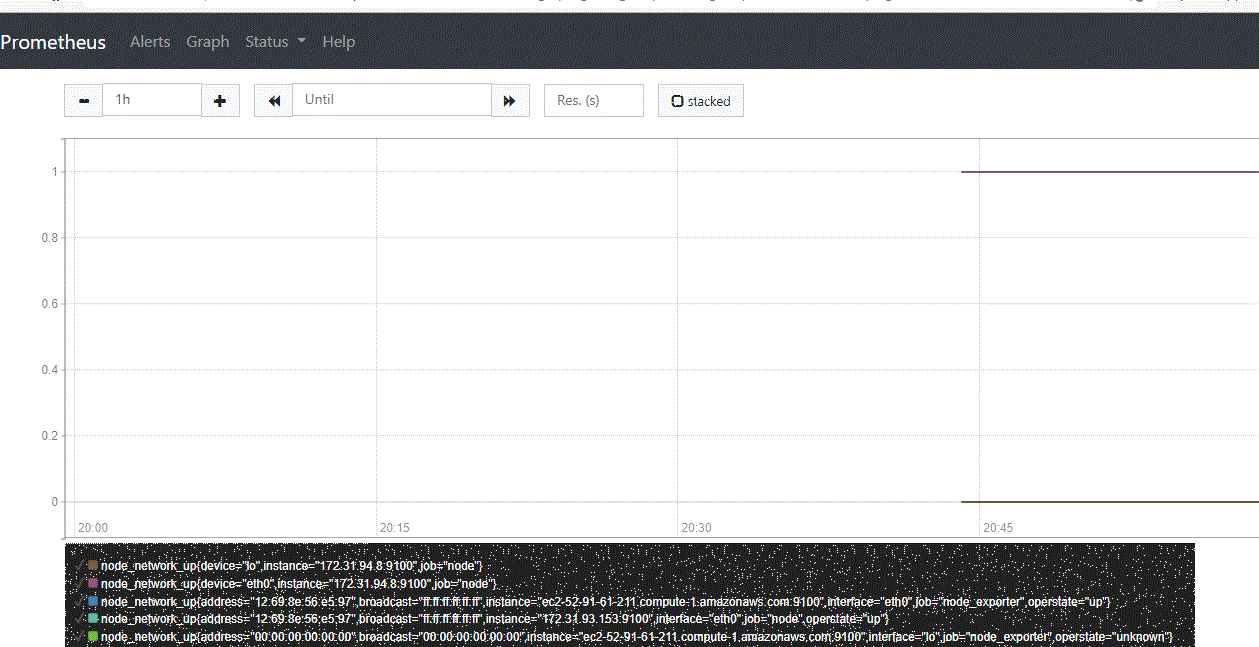 Prometheus Alerts Graph Status Help
1h Until Res. (s) stacked
1
0.8
0.6
0.4
0.2
0
20:00 20:15 20:30 20:45
node_network_up{device="lo",instance="172.31.94.8:9100",job="node"}
node_network_up{device="eth0",instance="172.31.94.8:9100",job="node"}
node_network_up{address="12:69:8e:56:e5:97",broadcast="ff:ff:ff:ff:ff:ff",instance="ec2-52-91-61-211.compute-1.amazonaws.com:9100",interface="eth0",job="node_exporter",operstate="up"}
node_network_up{address="12:69:8e:56:e5:97",broadcast="ff:ff:ff:ff:ff:ff",instance="172.31.93.153:9100",interface="eth0",job="node",operstate="up"}
node_network_up{address="00:00:00:00:00:00",broadcast="00:00:00:00:00:00",instance="ec2-52-91-61-211.compute-1.amazonaws.com:9100",interface="lo",job="node_exporter",operstate="unknown"}